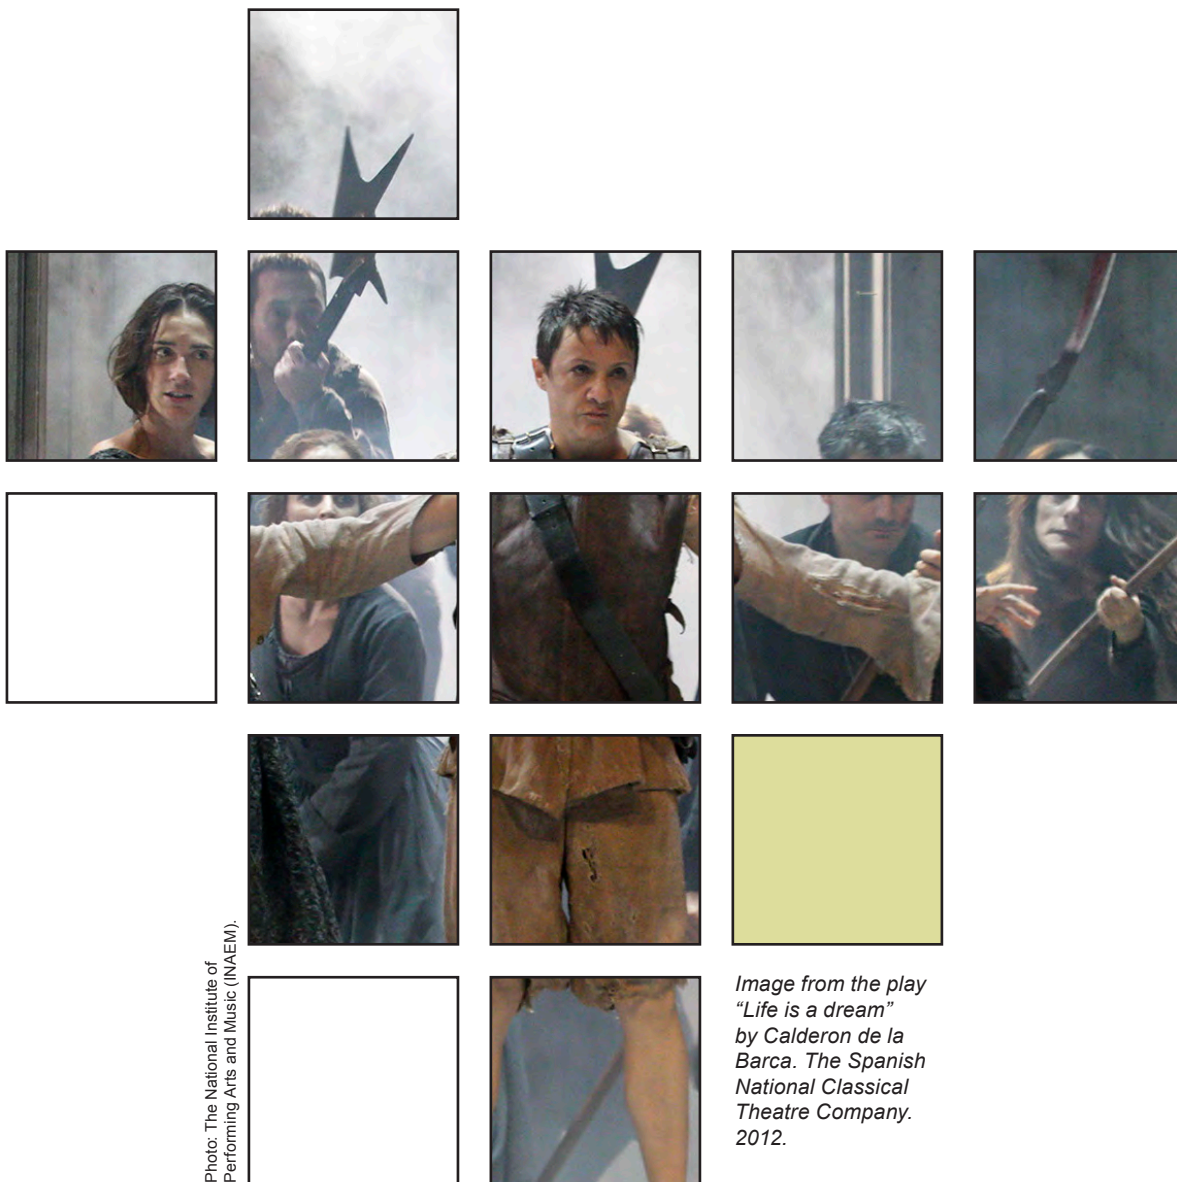 Photo: The National Institute of
Performing Arts and Music (INAEM).
Image from the play
“Life is a dream”
by Calderon de la
Barca. The Spanish
National Classical
Theatre Company.
2012.